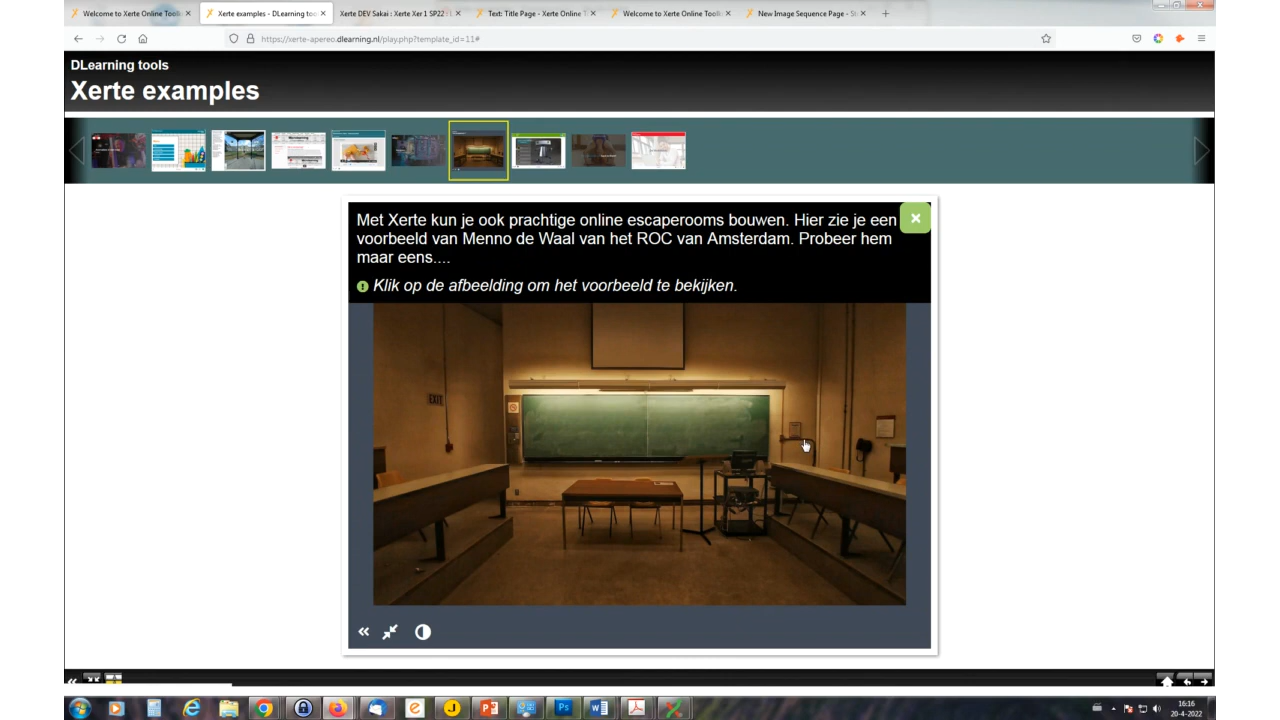 Welcome to Xerte Online Toolk
Xerte examples - DLearning too
Xerte DEV Sakai : Xerte Xer 1 SP22 : L
Text: Title Page - Xerte Online T
Welcome to Xerte Online Toolk
New Image Sequence Page - S
https://xerte-apereo.dlearning.nl/play.php?template_id=11#
DLearning tools
Xerte examples
Met Xerte kun je ook prachtige online escaperooms bouwen. Hier zie je een
voorbeeld van Menno de Waal van het ROC van Amsterdam. Probeer hem
maar eens....
Klik op de afbeelding om het voorbeeld te bekijken.
EXIT
16:16
20-4-2022